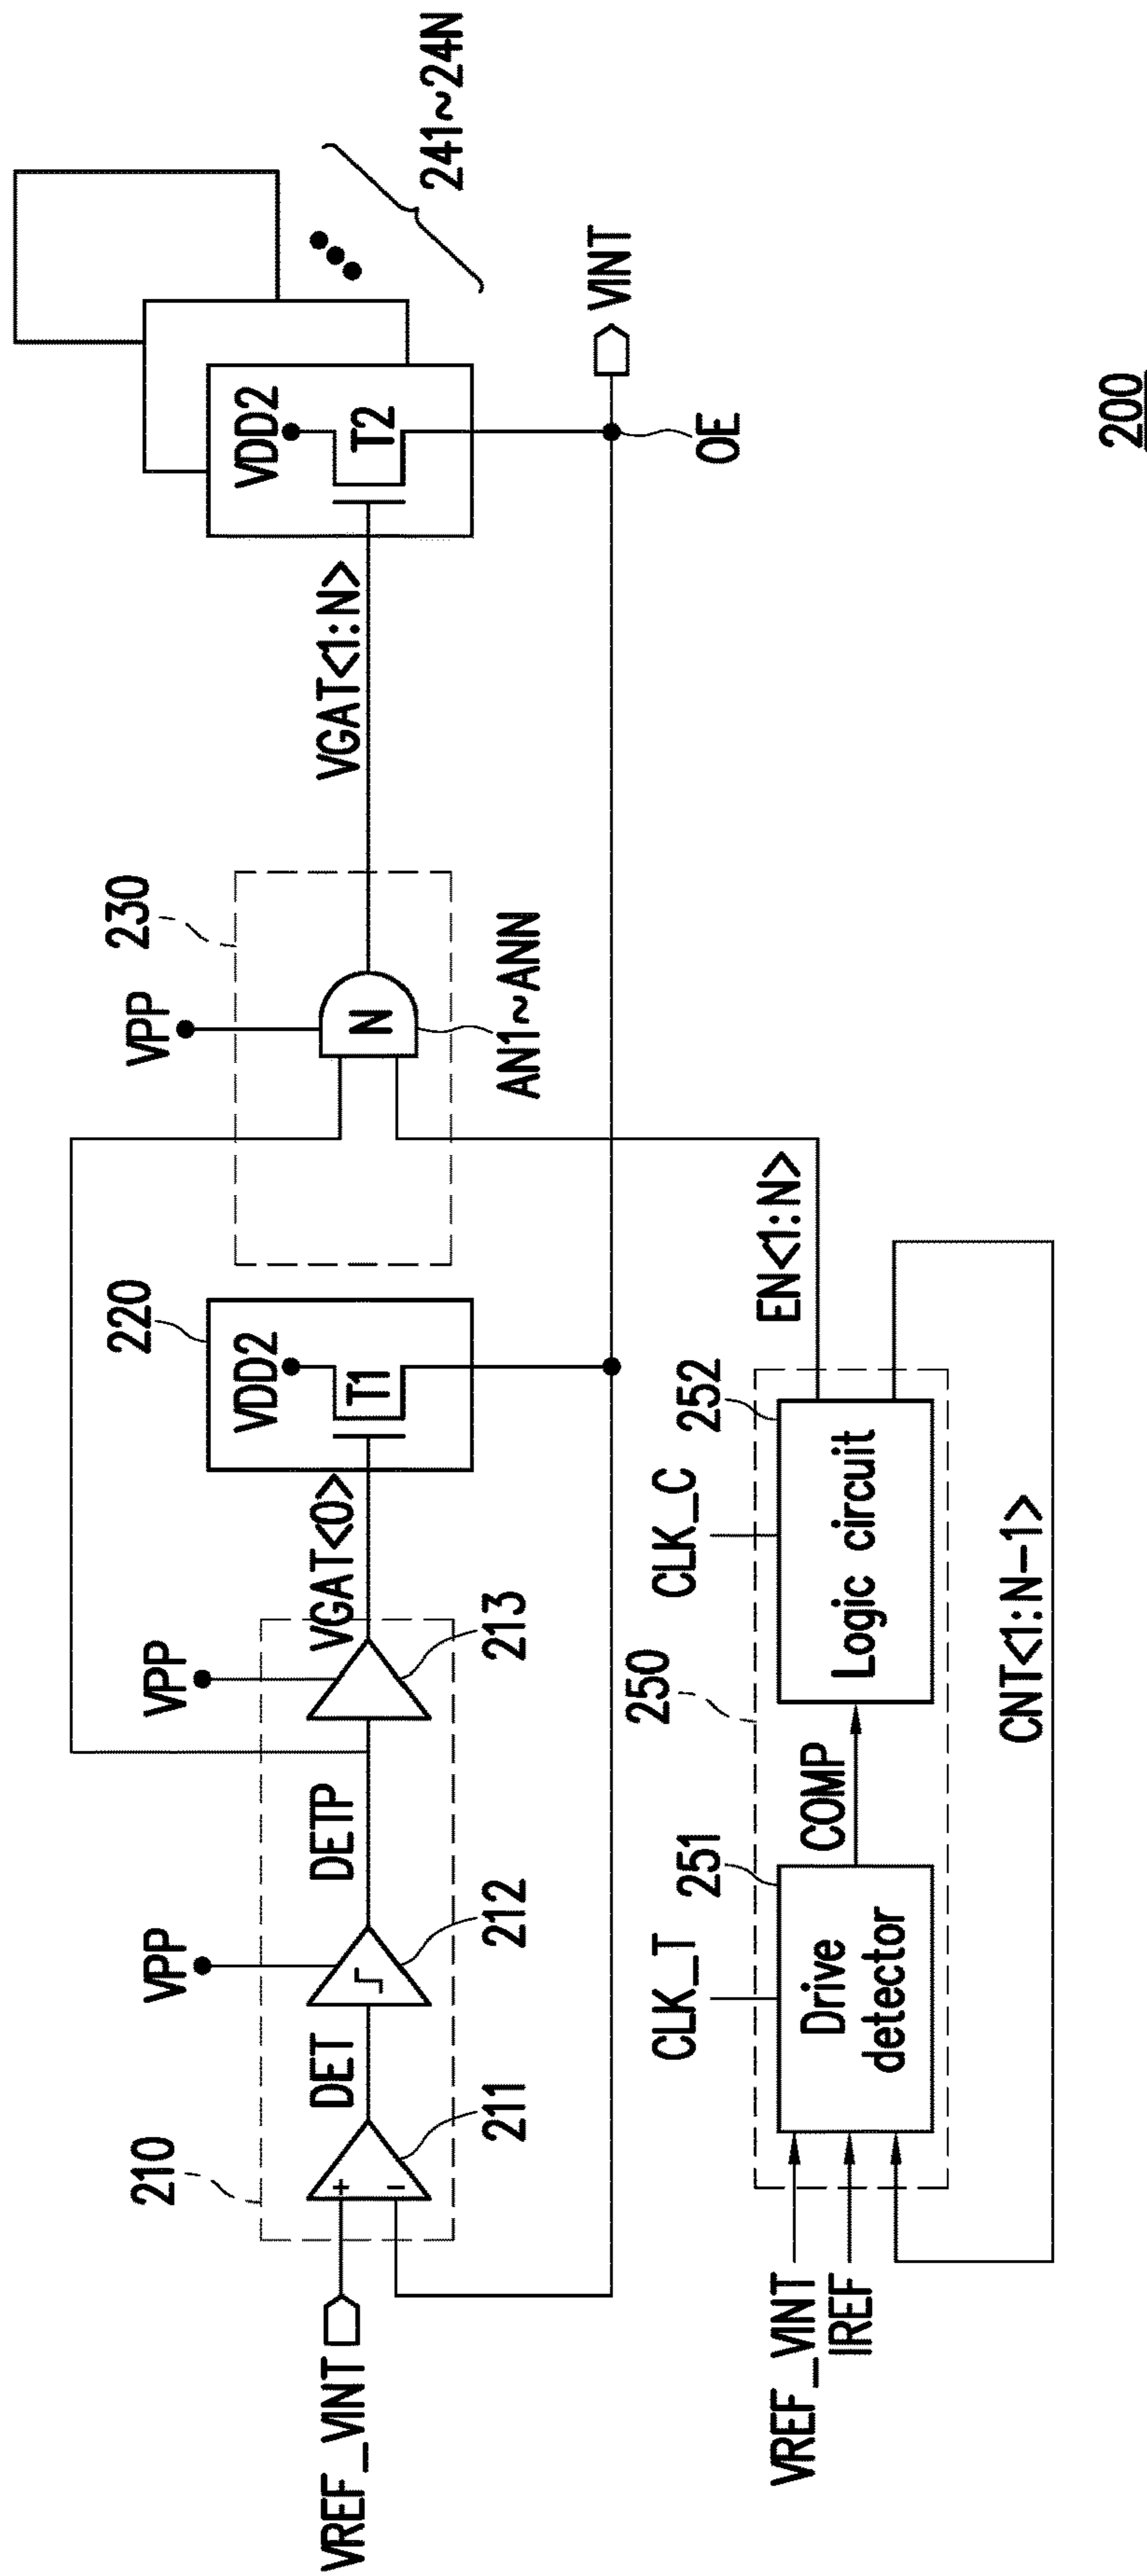 VREF_VINT
210
+
-
211
DET
VPP
212
DETP
VPP
213
VGAT<0>
220
VDD2
T1
230
VPP
N
AN1~ANN
VGAT<1:N>
VDD2
T2
241~24N
VINT
OE
VREF_VINT
IREF
CLK_T
251
Drive
detector
COMP
250
CLK_C
252
Logic circuit
EN<1:N>
CNT<1:N-1>
200